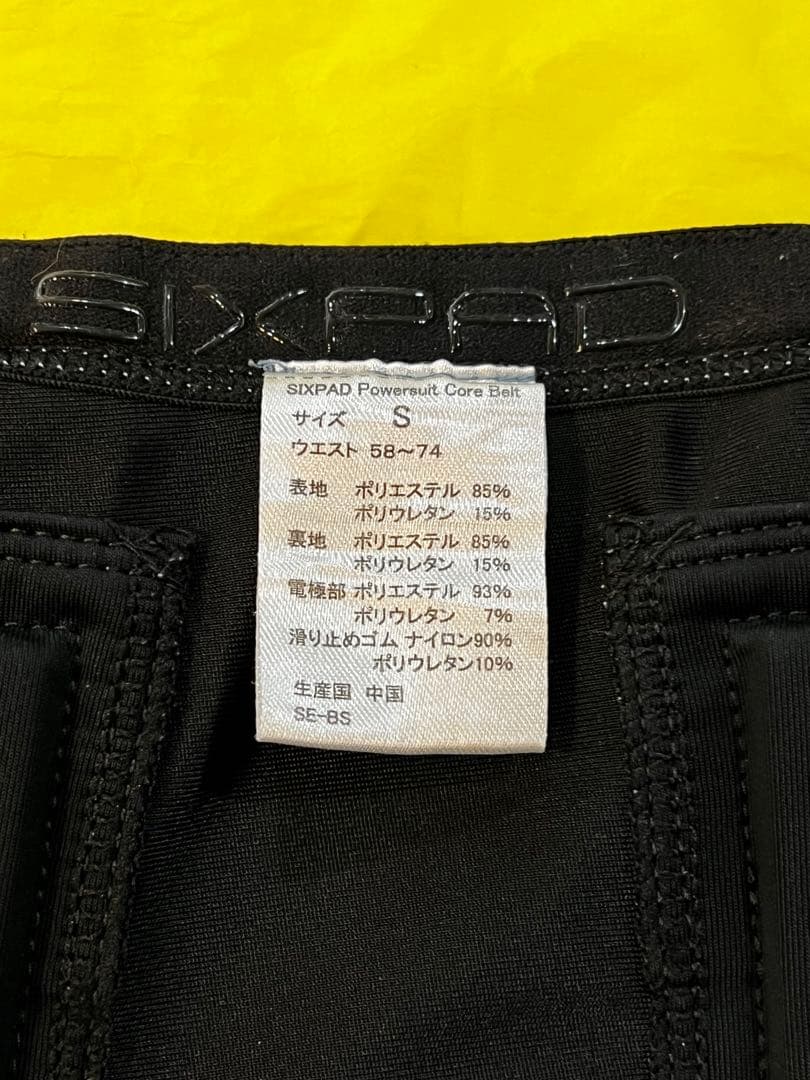 SIXPAD
SIXPAD Powersuit Core Belt
サイズ S
ウエスト 58～74
表地 ポリエステル 85%
ポリウレタン 15%
裏地 ポリエステル 85%
ポリウレタン 15%
電極部 ポリエステル 93%
ポリウレタン 7%
滑り止めゴム ナイロン90%
ポリウレタン10%
生産国 中国
SE-BS